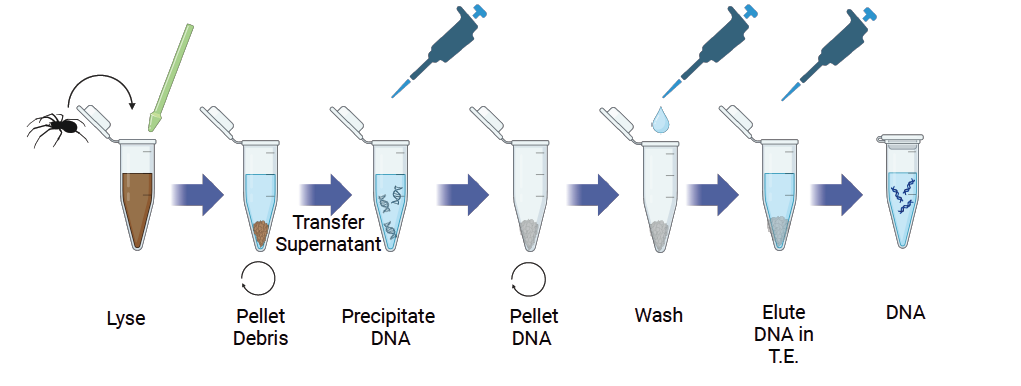 Transfer
Supernatant
Lyse
Pellet
Debris
Precipitate
DNA
Pellet
DNA
Wash
Elute
DNA in
T.E.
DNA